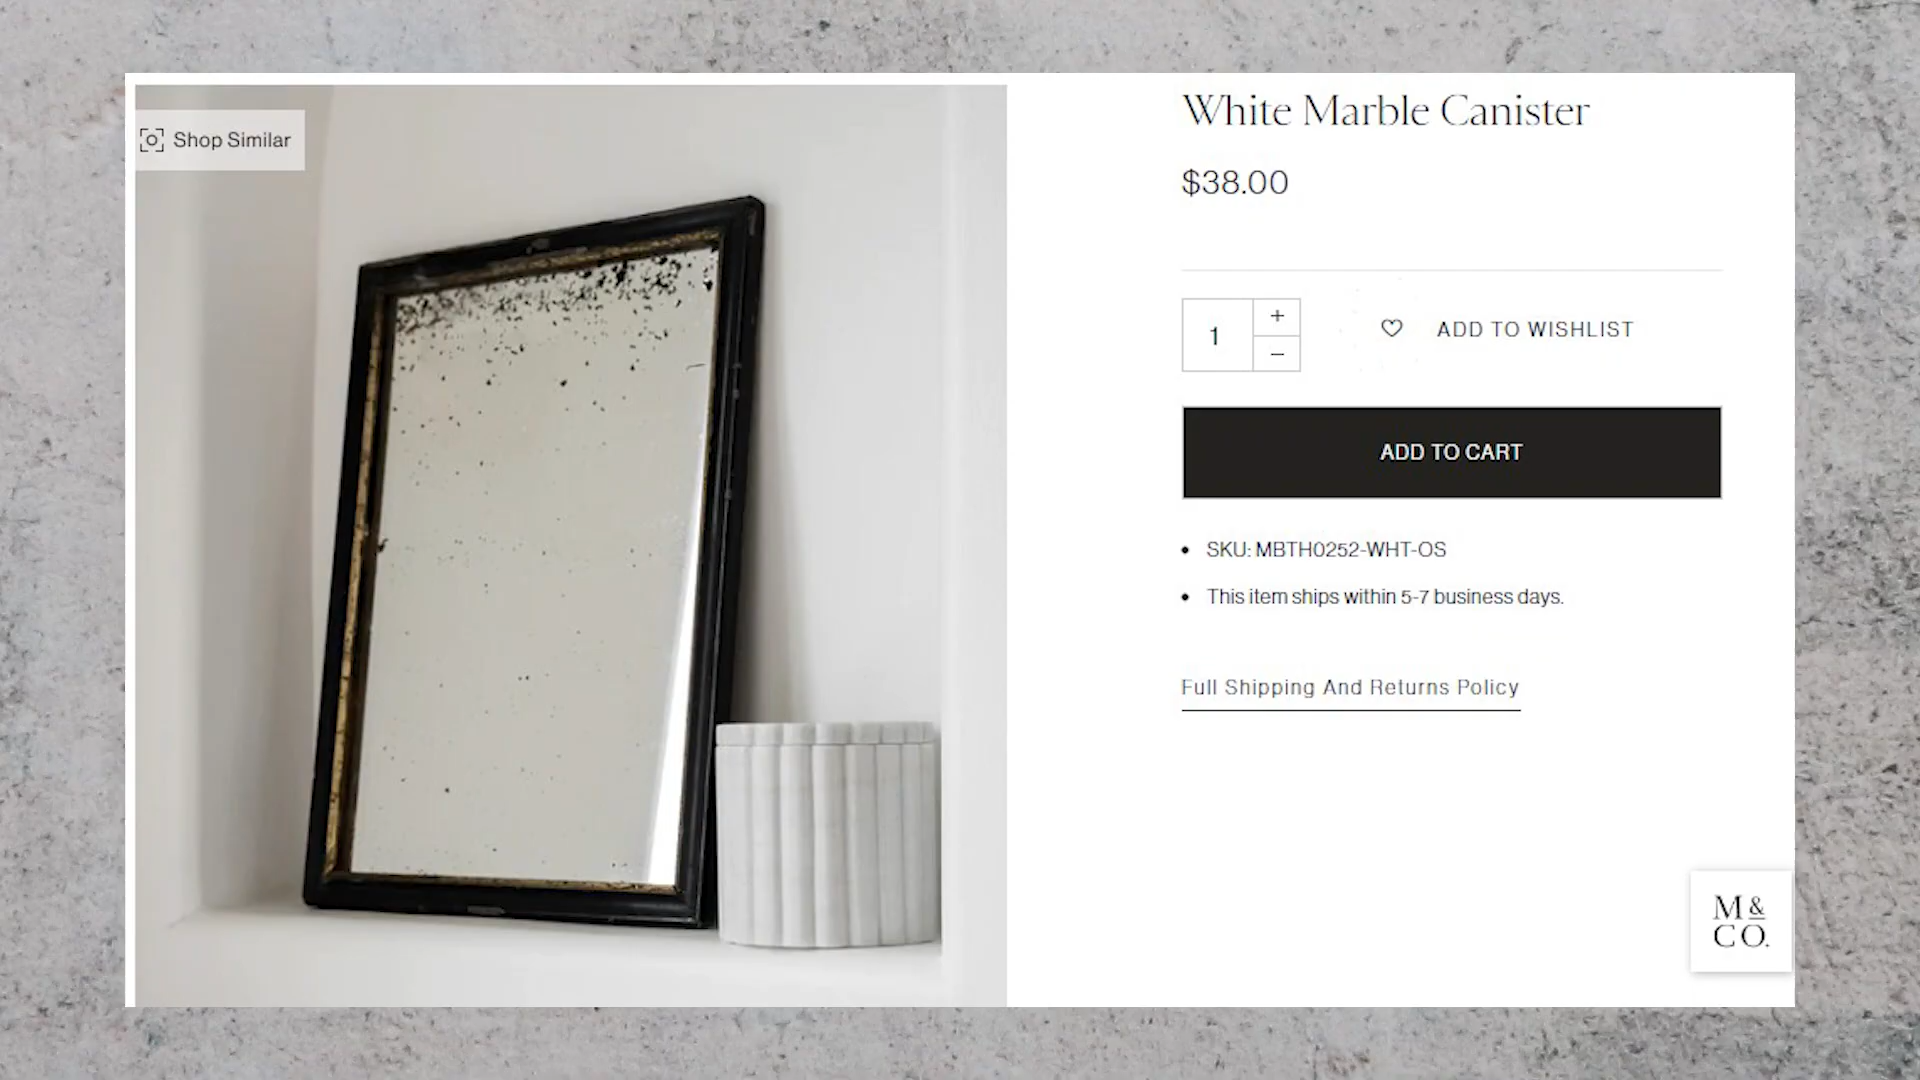 Shop Similar
White Marble Canister
$38.00
1
+
−
ADD TO WISHLIST
ADD TO CART
• SKU: MBTH0252-WHT-OS
• This item ships within 5-7 business days.
Full Shipping And Returns Policy
M &
CO.